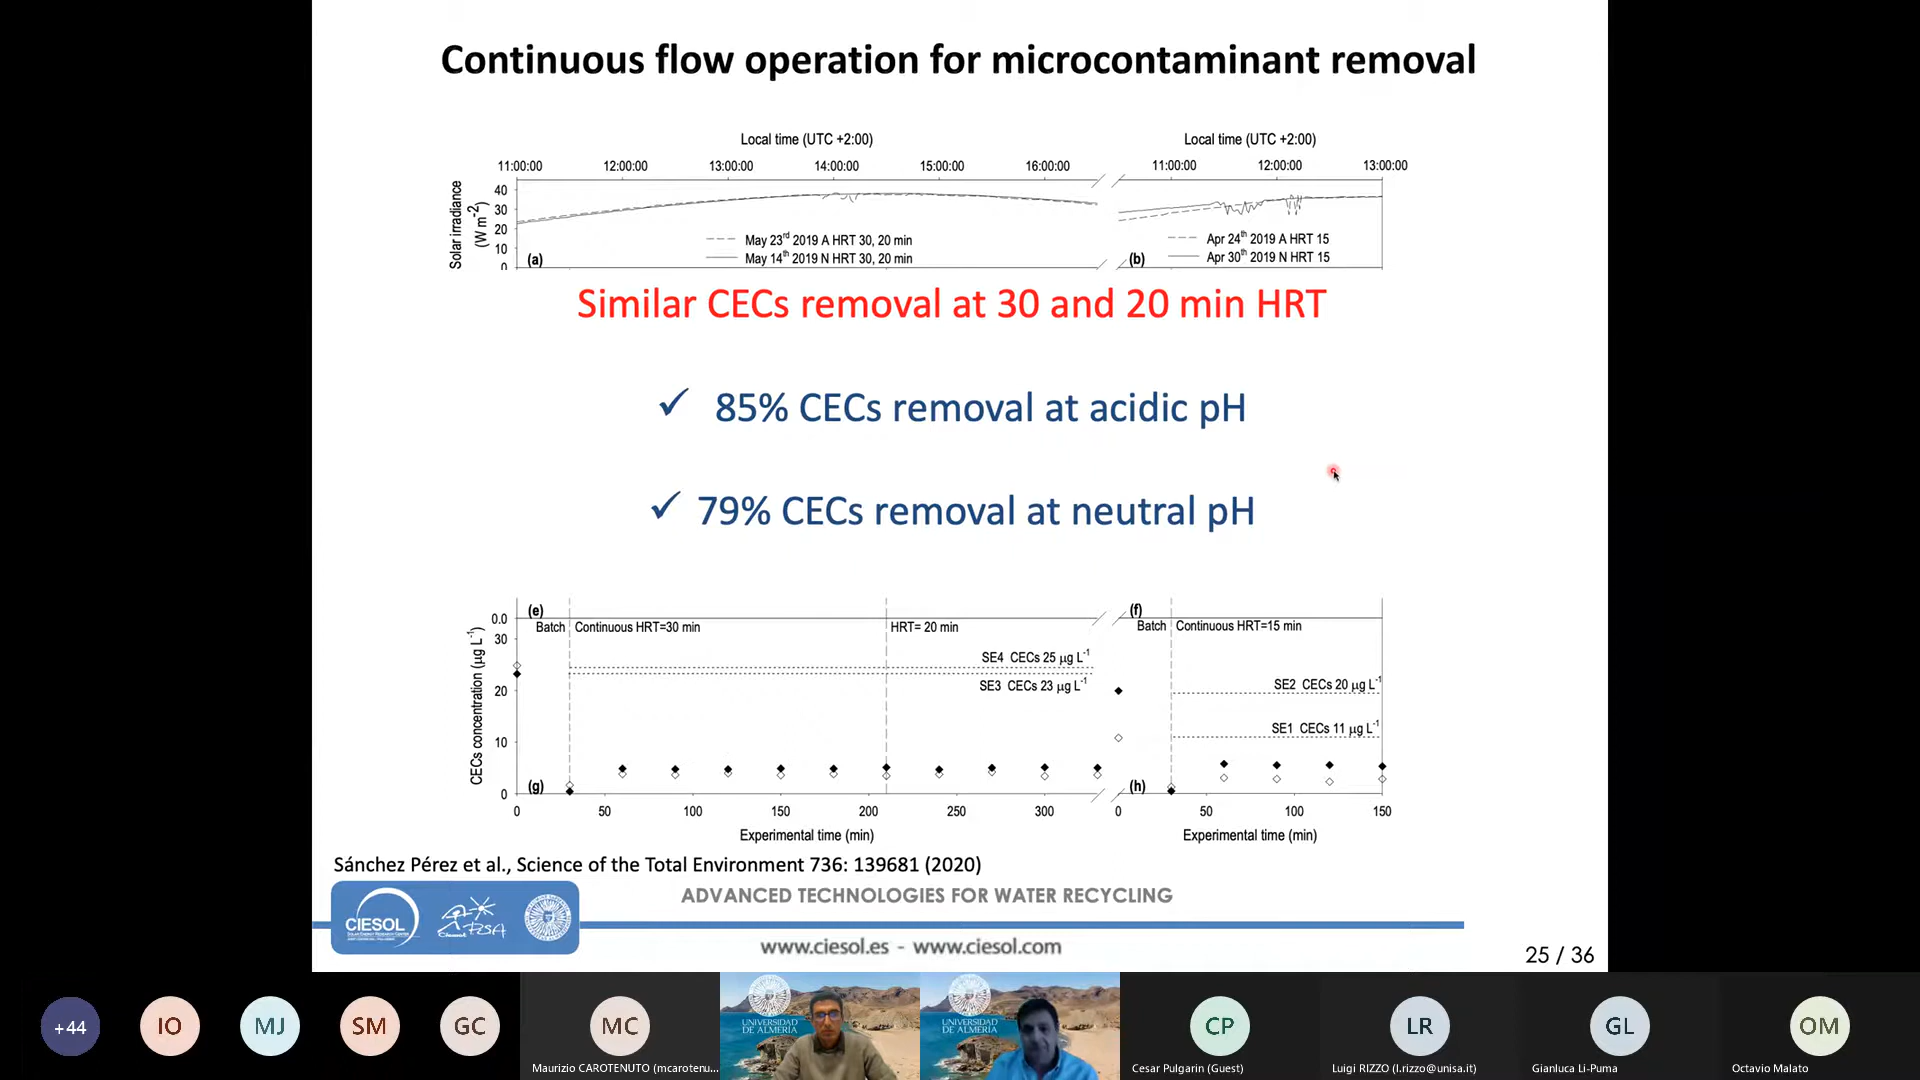 Continuous flow operation for microcontaminant removal
Local time (UTC +2:00)
Local time (UTC +2:00)
11:00:00 12:00:00 13:00:00 14:00:00 15:00:00 16:00:00
11:00:00 12:00:00 13:00:00
Solar irradiance
(W m-2)
40
30
20
10
0
(a)
May 23rd 2019 A HRT 30, 20 min
May 14th 2019 N HRT 30, 20 min
(b)
Apr 24th 2019 A HRT 15
Apr 30th 2019 N HRT 15
Similar CECs removal at 30 and 20 min HRT
✓ 85% CECs removal at acidic pH
✓ 79% CECs removal at neutral pH
(e)
(f)
0.0
Batch Continuous HRT=30 min HRT= 20 min
Batch Continuous HRT=15 min
CECs concentration (µg L-1)
30
20
10
0
SE4 CECs 25 µg L-1
SE3 CECs 23 µg L-1
SE2 CECs 20 µg L-1
SE1 CECs 11 µg L-1
(g)
(h)
0 50 100 150 200 250 300
0 50 100 150
Experimental time (min)
Experimental time (min)
Sánchez Pérez et al., Science of the Total Environment 736: 139681 (2020)
ADVANCED TECHNOLOGIES FOR WATER RECYCLING
CIESOL
PSA
www.ciesol.es - www.ciesol.com
25 / 36
+44
IO
MJ
SM
GC
MC
Maurizio CAROTENUTO (mcarotenu...
UNIVERSIDAD
DE ALMERÍA
UNIVERSIDAD
DE ALMERÍA
CP
Cesar Pulgarin (Guest)
LR
Luigi RIZZO (l.rizzo@unisa.it)
GL
Gianluca Li-Puma
OM
Octavio Malato